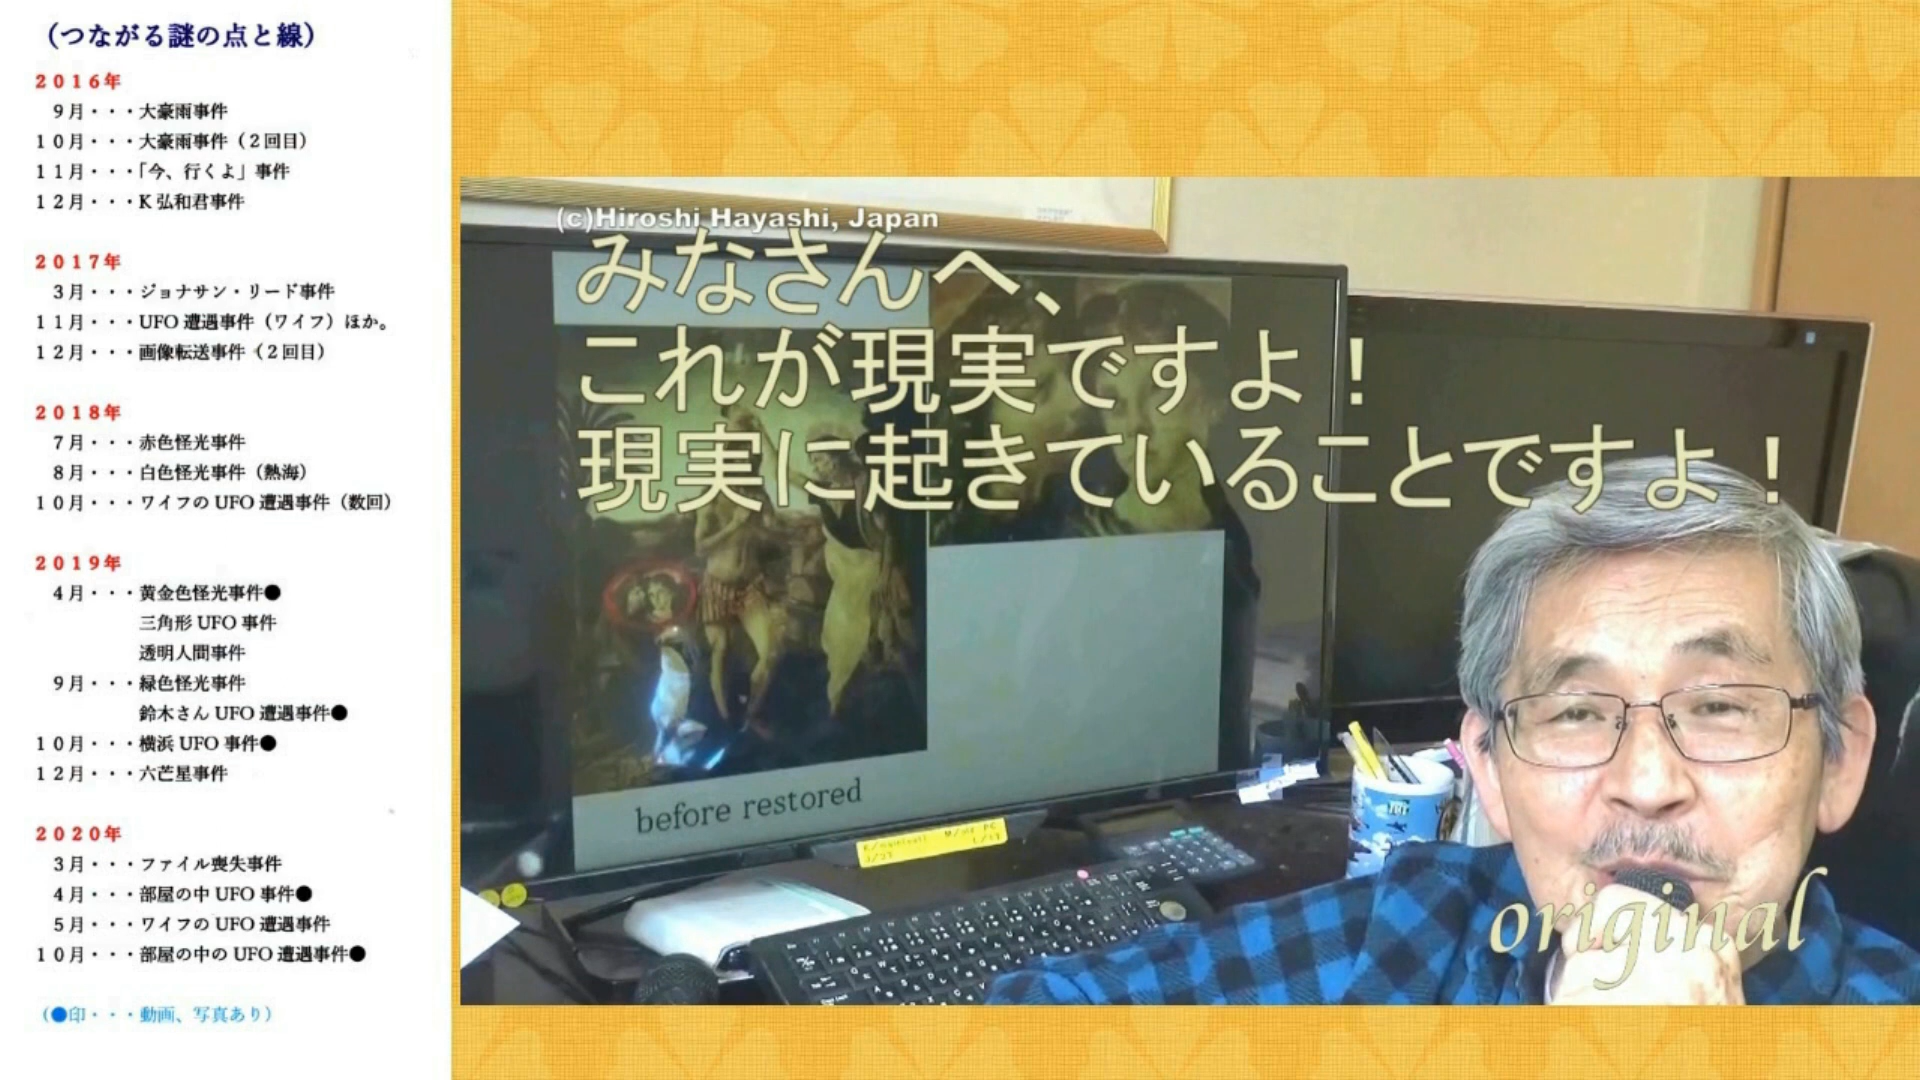 (つながる謎の点と線)
2016年
9月・・・大豪雨事件
10月・・・大豪雨事件(2回目)
11月・・・「今、行くよ」事件
12月・・・K弘和君事件
2017年
3月・・・ジョナサン・リード事件
11月・・・UFO遭遇事件(ワイフ)ほか。
12月・・・画像転送事件(2回目)
2018年
7月・・・赤色怪光事件
8月・・・白色怪光事件(熱海)
10月・・・ワイフのUFO遭遇事件(数回)
2019年
4月・・・黄金色怪光事件●
三角形UFO事件
透明人間事件
9月・・・緑色怪光事件
鈴木さんUFO遭遇事件●
10月・・・横浜UFO事件●
12月・・・六芒星事件
2020年
3月・・・ファイル喪失事件
4月・・・部屋の中UFO事件●
5月・・・ワイフのUFO遭遇事件
10月・・・部屋の中のUFO遭遇事件●
(●印・・・動画、写真あり)
(c)Hiroshi Hayashi, Japan
みなさんへ、
これが現実ですよ!
現実に起きていることですよ!
before restored
original